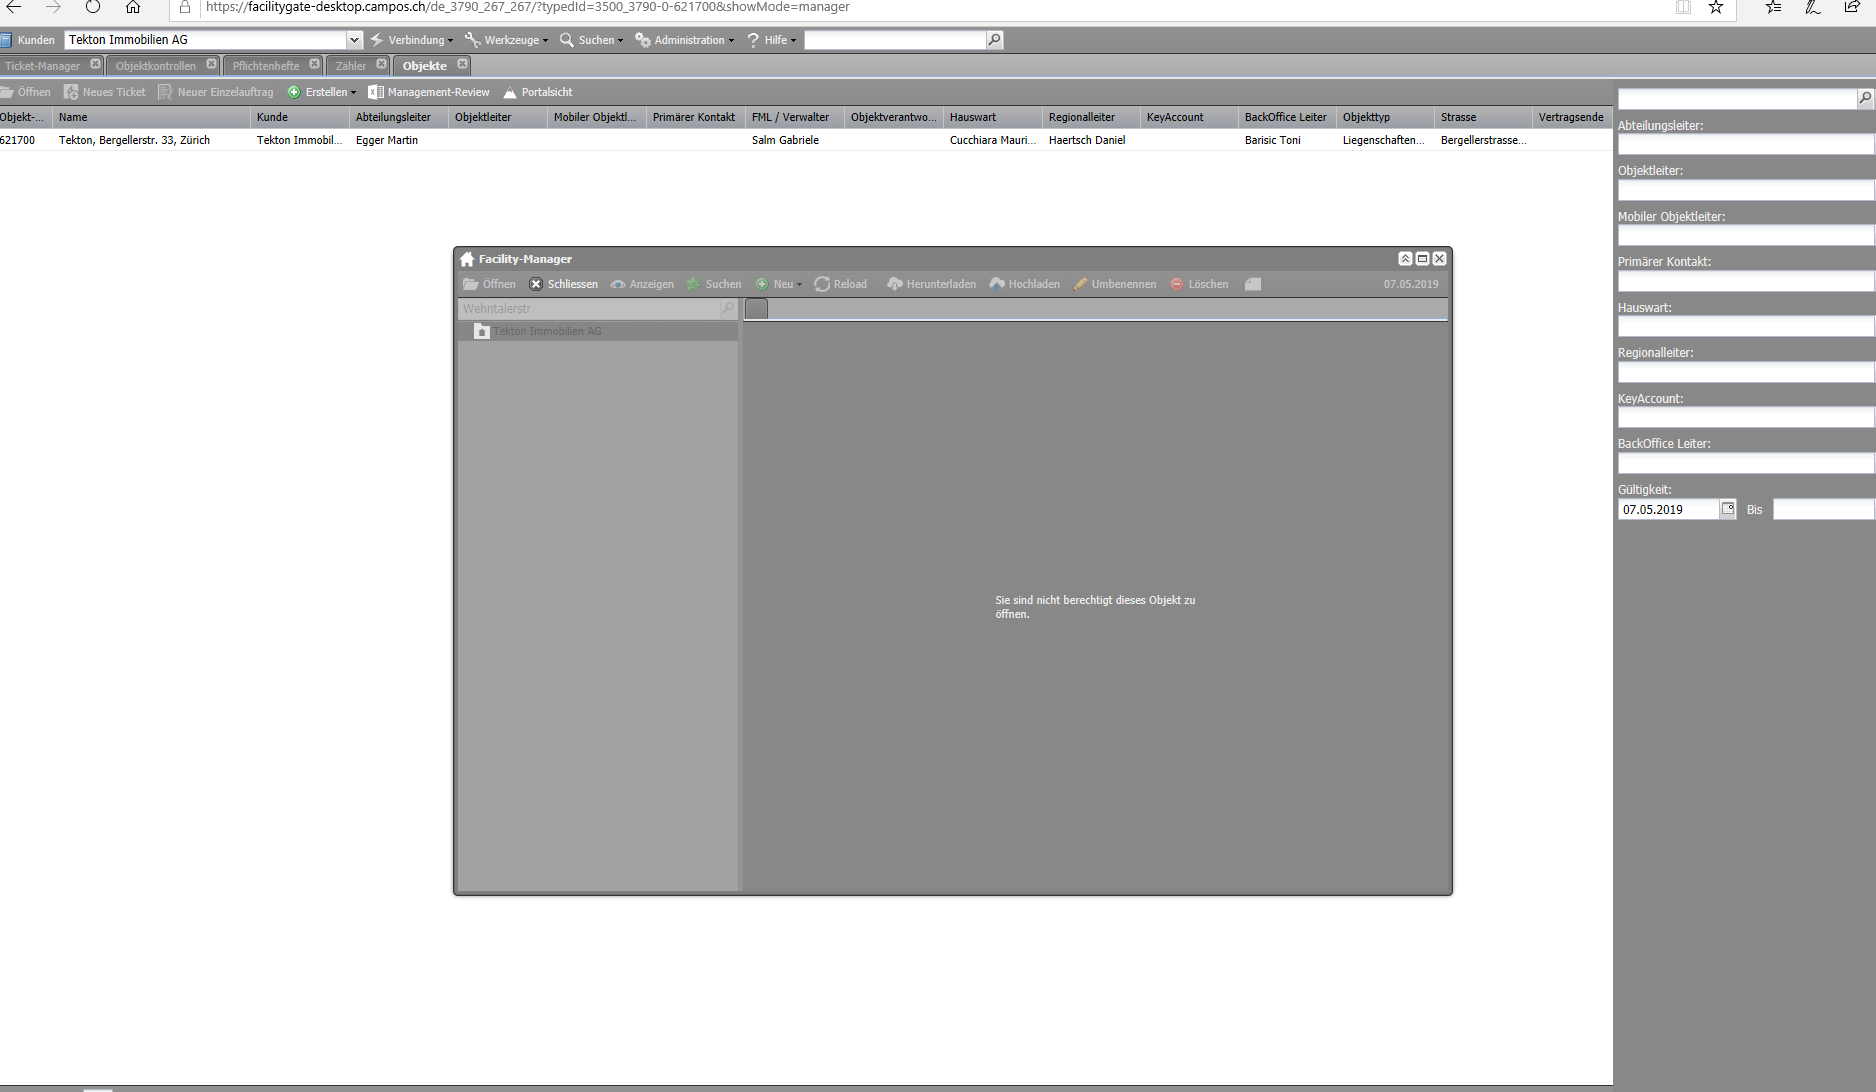 https://facilitygate-desktop.campos.ch/de_3790_267_267/?typedId=3500_3790-0-621700&showMode=manager
Kunden Tekton Immobilien AG Verbindung Werkzeuge Suchen Administration Hilfe
Ticket-Manager Objektkontrollen Pflichtenhefte Zähler Objekte
Öffnen Neues Ticket Neuer Einzelauftrag Erstellen Management-Review Portalsicht
Objekt-... Name Kunde Abteilungsleiter Objektleiter Mobiler Objektl... Primärer Kontakt FML / Verwalter Objektverantwo... Hauswart Regionalleiter KeyAccount BackOffice Leiter Objekttyp Strasse Vertragsende
621700 Tekton, Bergellerstr. 33, Zürich Tekton Immobil... Egger Martin Salm Gabriele Cucchiara Mauri... Haertsch Daniel Barisic Toni Liegenschaften... Bergellerstrasse...
Facility-Manager
Öffnen Schliessen Anzeigen Suchen Neu Reload Herunterladen Hochladen Umbenennen Löschen 07.05.2019
Wehntalerstr
Tekton Immobilien AG
Sie sind nicht berechtigt dieses Objekt zu
öffnen.
Abteilungsleiter:
Objektleiter:
Mobiler Objektleiter:
Primärer Kontakt:
Hauswart:
Regionalleiter:
KeyAccount:
BackOffice Leiter:
Gültigkeit:
07.05.2019 Bis